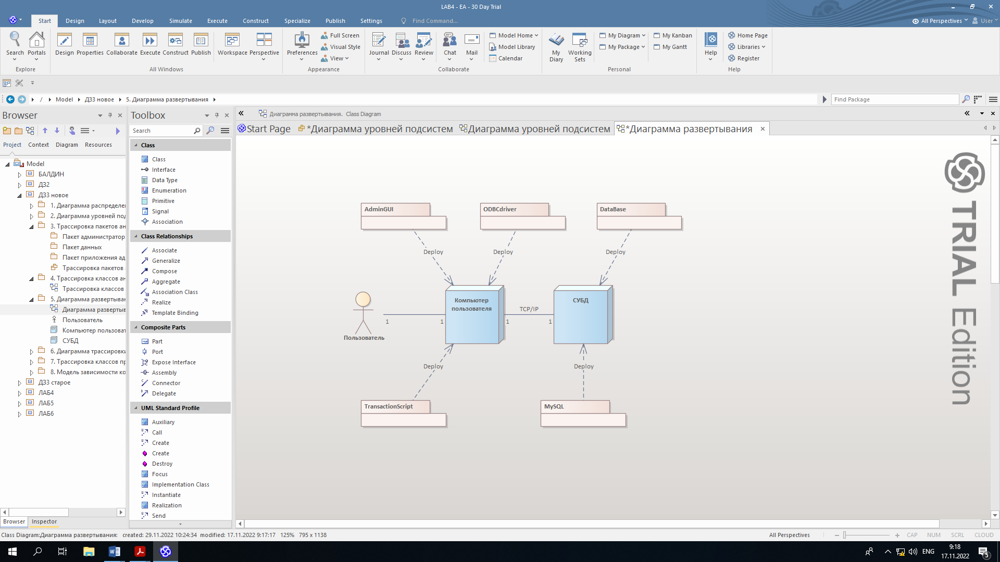 LAB4 - EA - 30 Day Trial
Start Design Layout Develop Simulate Execute Construct Specialize Publish Settings Find Command... All Perspectives User
Search Portals Design Properties Collaborate Execute Construct Publish Workspace Perspective Preferences Full Screen Visual Style View Journal Discuss Review Chat Mail Model Home Model Library Calendar My Diary Working Sets My Diagram My Package My Kanban My Gantt Help Home Page Libraries Register
Explore All Windows Appearance Collaborate Personal Help
/ Model ДЗ3 новое 5. Диаграмма развертывания Find Package
Browser
Project Context Diagram Resources
Model
БАЛДИН
ДЗ2
ДЗ3 новое
1. Диаграмма распределе
2. Диаграмма уровней под
3. Трассировка пакетов ан
Пакет администратор
Пакет данных
Пакет приложения ад
Трассировка пакетов
4. Трассировка классов ан
Трассировка классов
5. Диаграмма развертыван
Диаграмма развертыв
Пользователь
Компьютер пользоват
СУБД
6. Диаграмма трассировки
7. Трассировка классов пр
8. Модель зависимости ко
ДЗ3 старое
ЛАБ4
ЛАБ5
ЛАБ6
Browser Inspector
Toolbox
Search
Class
Class
Interface
Data Type
Enumeration
Primitive
Signal
Association
Class Relationships
Associate
Generalize
Compose
Aggregate
Association Class
Realize
Template Binding
Composite Parts
Part
Port
Expose Interface
Assembly
Connector
Delegate
UML Standard Profile
Auxiliary
Call
Create
Create
Destroy
Focus
Implementation Class
Instantiate
Realization
Send
Диаграмма развертывания. Class Diagram
Start Page *Диаграмма уровней подсистем Диаграмма уровней подсистем *Диаграмма развертывания
AdminGUI ODBCdriver DataBase
Deploy Deploy Deploy
Компьютер пользователя СУБД
TCP/IP
1 1 1 1
Пользователь
Deploy Deploy
TransactionScript MySQL
TRIAL Edition
Class Diagram:Диаграмма развертывания: created: 29.11.2022 10:24:34 modified: 17.11.2022 9:17:17 125% 795 x 1138 All Perspectives CAP NUM SCRL CLOUD
ENG 9:18
17.11.2022 5